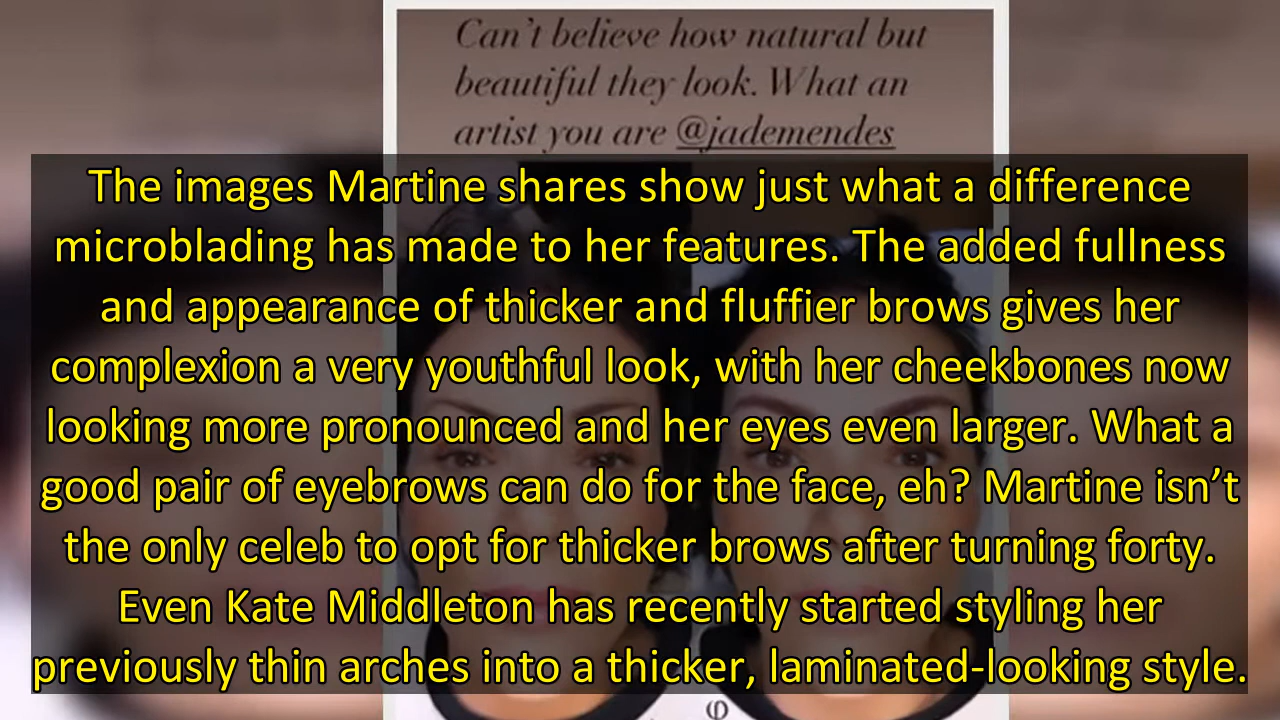 Can't believe how natural but
beautiful they look. What an
artist you are @jademendes
The images Martine shares show just what a difference
microblading has made to her features. The added fullness
and appearance of thicker and fluffier brows gives her
complexion a very youthful look, with her cheekbones now
looking more pronounced and her eyes even larger. What a
good pair of eyebrows can do for the face, eh? Martine isn’t
the only celeb to opt for thicker brows after turning forty.
Even Kate Middleton has recently started styling her
previously thin arches into a thicker, laminated-looking style.
φ